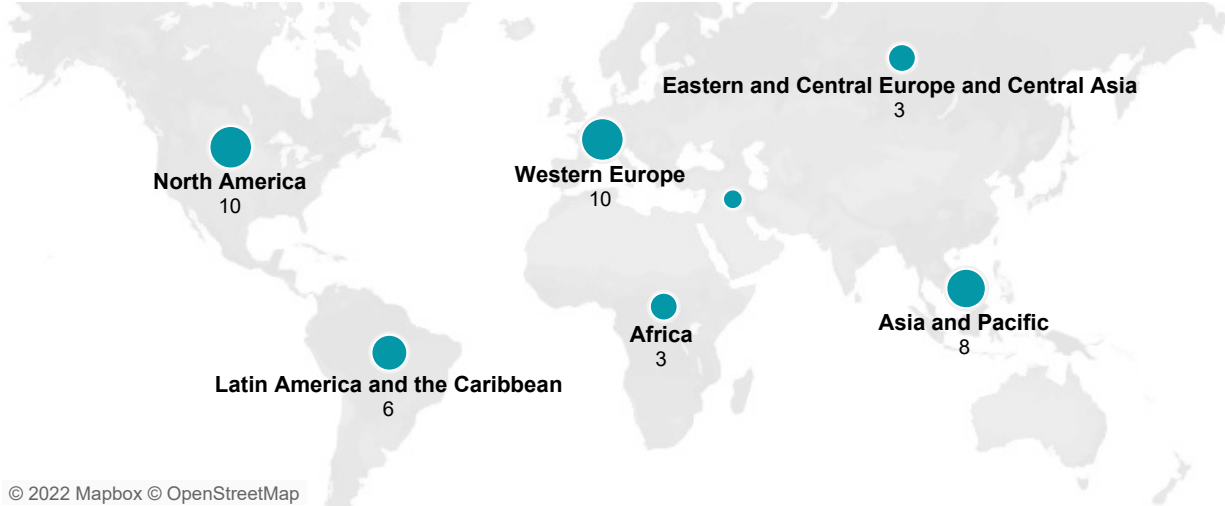 Eastern and Central Europe and Central Asia
3
North America
10
Western Europe
10
Asia and Pacific
8
Africa
3
Latin America and the Caribbean
6
© 2022 Mapbox © OpenStreetMap